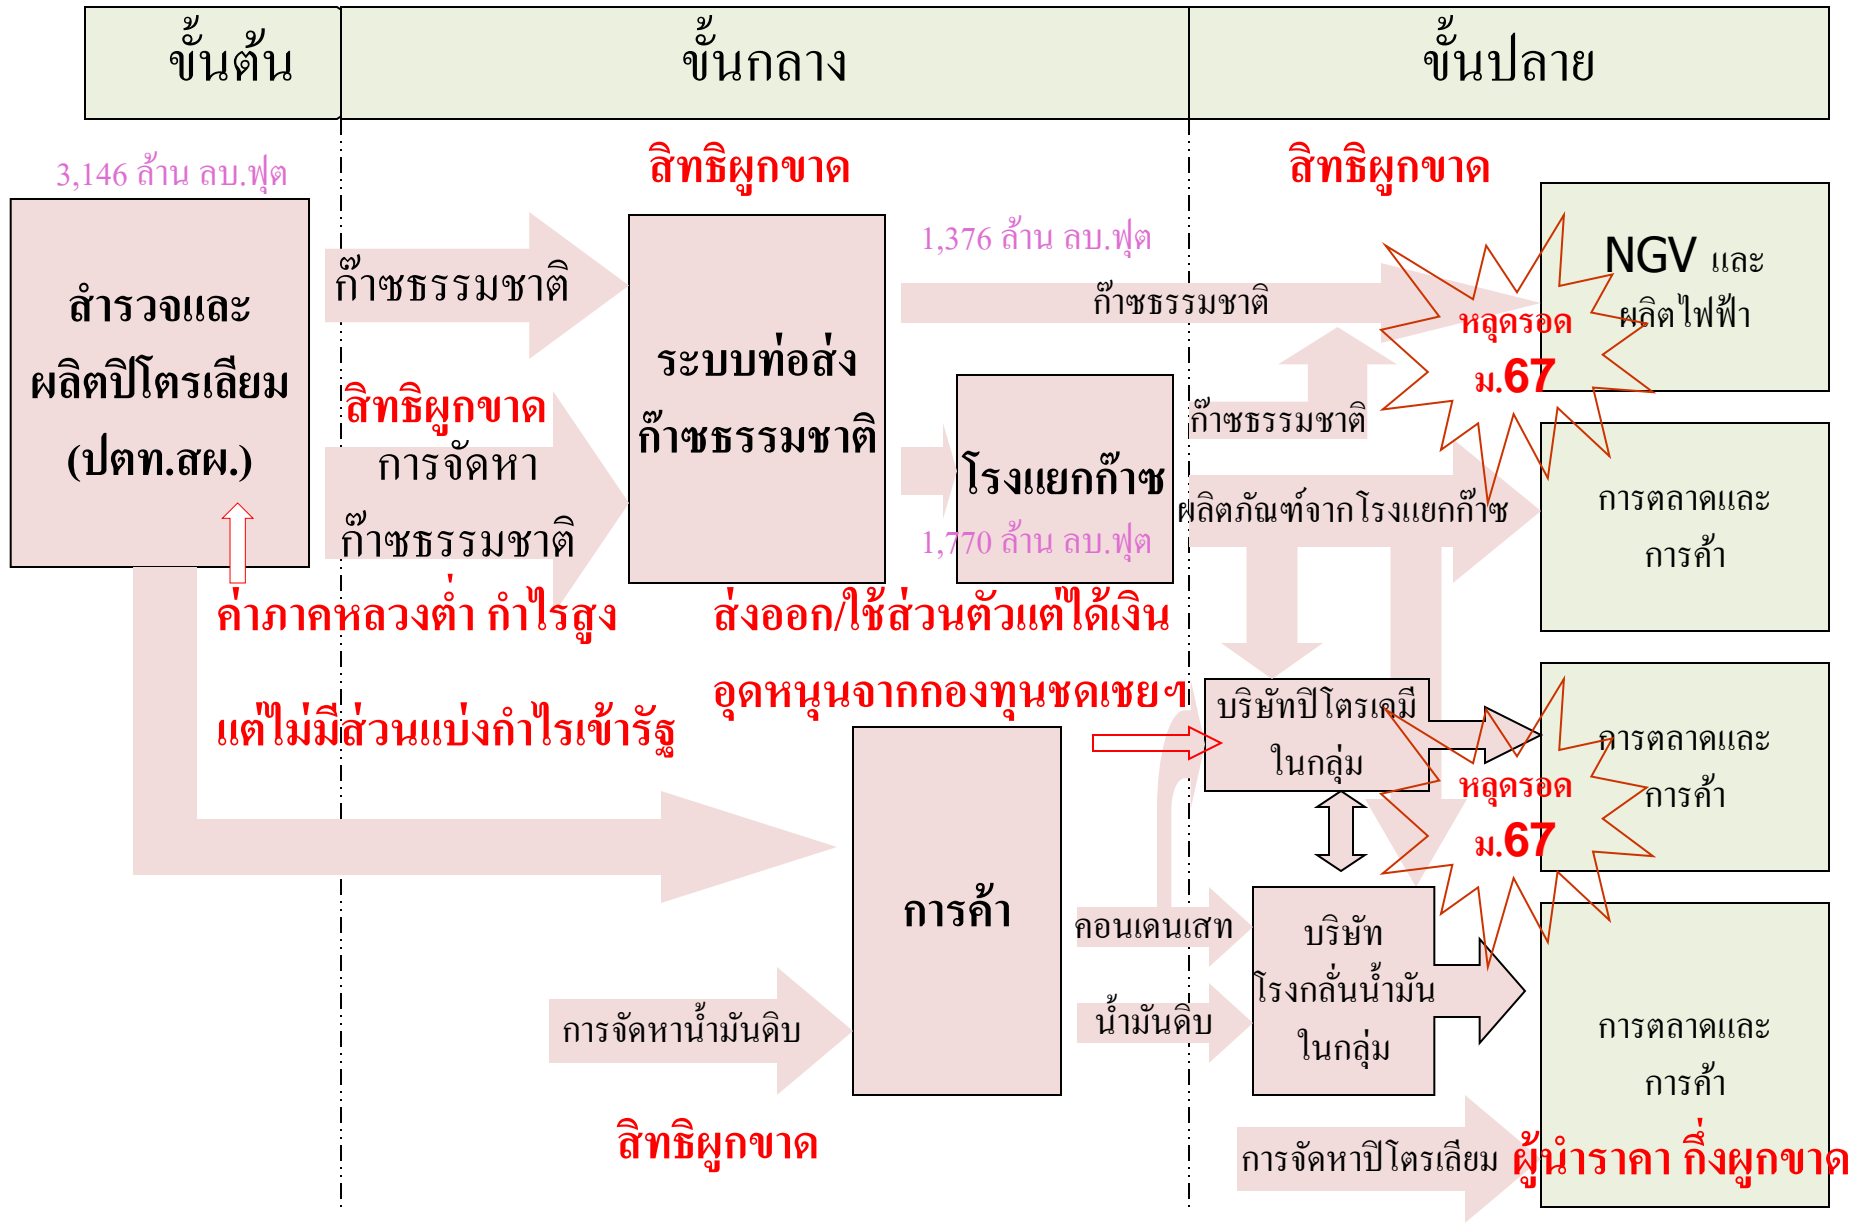 ขั้นต้น
ขั้นกลาง
ขั้นปลาย
3,146 ล้าน ลบ.ฟุต
สิทธิผูกขาด
สิทธิผูกขาด
สำรวจและ
ผลิตปิโตรเลียม
(ปตท.สผ.)
ก๊าซธรรมชาติ
สิทธิผูกขาด
การจัดหา
ก๊าซธรรมชาติ
ระบบท่อส่ง
ก๊าซธรรมชาติ
1,376 ล้าน ลบ.ฟุต
ก๊าซธรรมชาติ
NGV และ
ผลิตไฟฟ้า
หลุดรอด
ม.67
โรงแยกก๊าซ
1,770 ล้าน ลบ.ฟุต
ก๊าซธรรมชาติ
ผลิตภัณฑ์จากโรงแยกก๊าซ
การตลาดและ
การค้า
ค่าภาคหลวงต่ำ กำไรสูง
แต่ไม่มีส่วนแบ่งกำไรเข้ารัฐ
ส่งออก/ใช้ส่วนตัวแต่ได้เงิน
อุดหนุนจากกองทุนชดเชยฯ
บริษัทปิโตรเคมี
ในกลุ่ม
การตลาดและ
การค้า
หลุดรอด
ม.67
การค้า
คอนเดนเสท
น้ำมันดิบ
การจัดหาน้ำมันดิบ
บริษัท
โรงกลั่นน้ำมัน
ในกลุ่ม
การตลาดและ
การค้า
สิทธิผูกขาด
การจัดหาปิโตรเลียม
ผู้นำราคา กึ่งผูกขาด